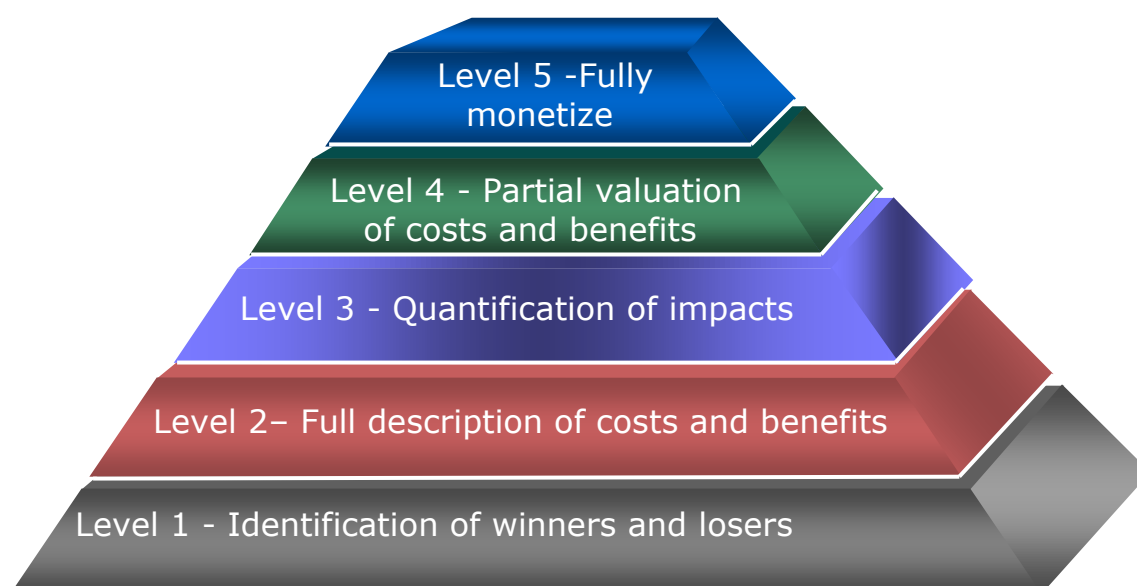 Level 5 -Fully
monetize
Level 4 - Partial valuation
of costs and benefits
Level 3 - Quantification of impacts
Level 2– Full description of costs and benefits
Level 1 - Identification of winners and losers